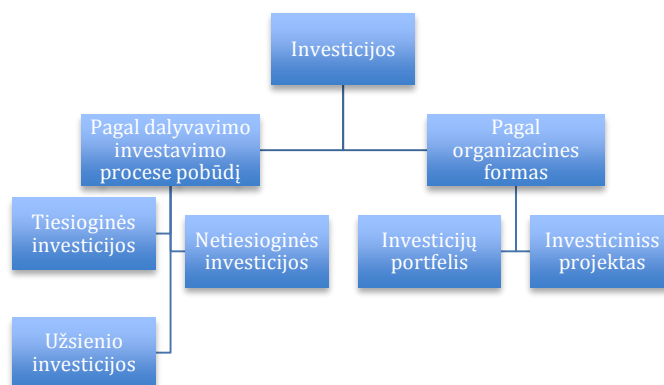 Investicijos
Pagal dalyvavimo
investavimo
procese pobūdį
Pagal
organizacines
formas
Tiesioginės
investicijos
Netiesioginės
investicijos
Investicijų
portfelis
Investiciniss
projektas
Užsienio
investicijos